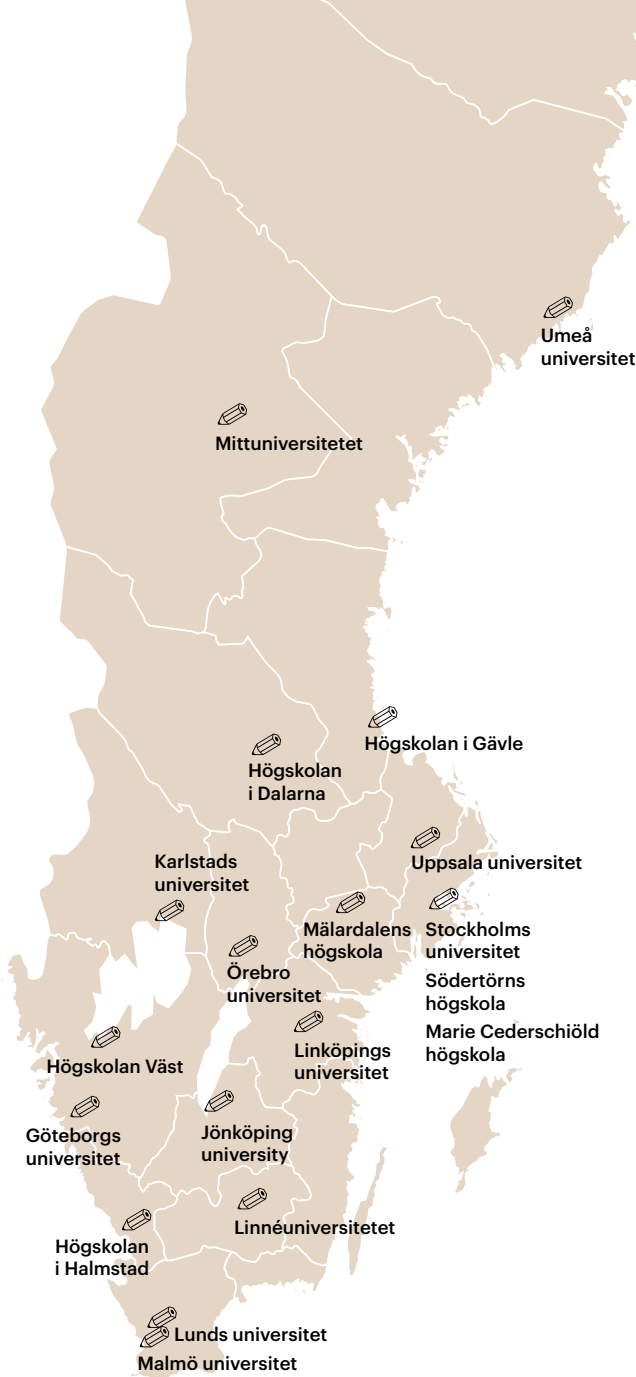 Umeå
universitet
Mittuniversitetet
Högskolan i Gävle
Högskolan
i Dalarna
Karlstads
universitet
Uppsala universitet
Mälardalens
högskola
Stockholms
universitet
Södertörns
högskola
Marie Cederschiöld
högskola
Örebro
universitet
Linköpings
universitet
Högskolan Väst
Göteborgs
universitet
Jönköping
university
Linnéuniversitetet
Högskolan
i Halmstad
Lunds universitet
Malmö universitet